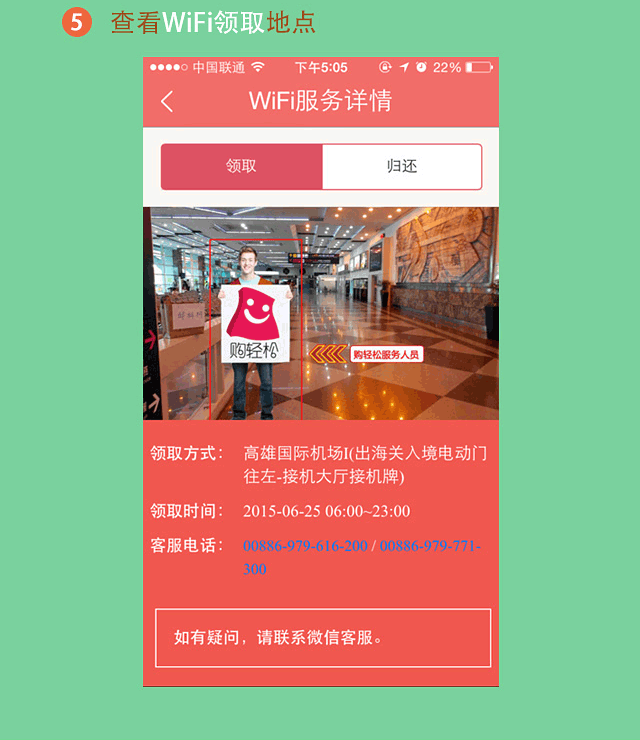 5 查看WiFi领取地点
中国联通 下午5:05 22%
WiFi服务详情
领取 归还
购轻松
购轻松服务人员
领取方式： 高雄国际机场I(出海关入境电动门
往左-接机大厅接机牌)
领取时间： 2015-06-25 06:00~23:00
客服电话： 00886-979-616-200 / 00886-979-771-
300
如有疑问，请联系微信客服。